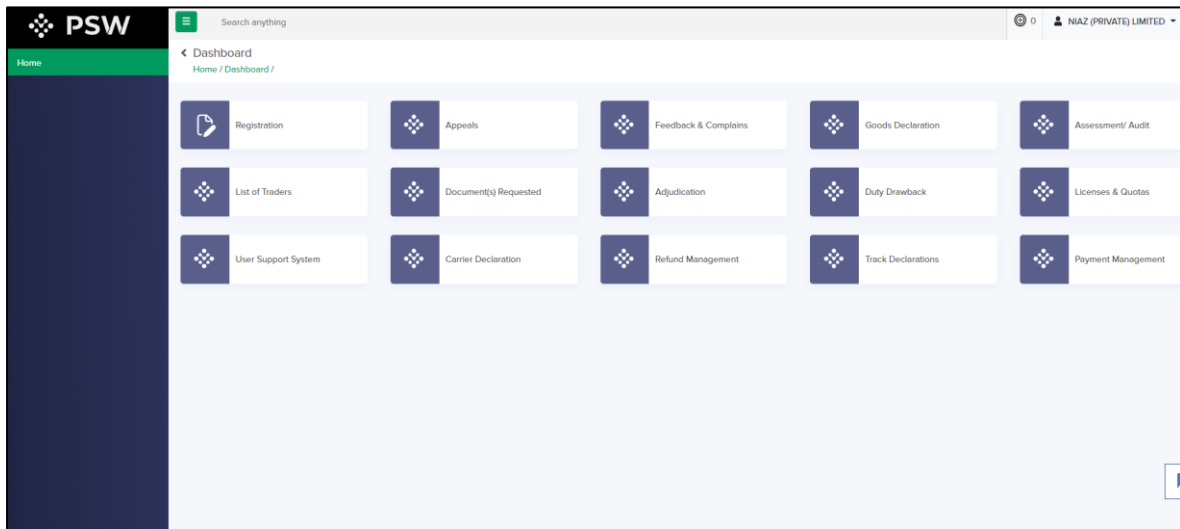 PSW
Search anything
0
NIAZ (PRIVATE) LIMITED
Home
Dashboard
Home / Dashboard /
Registration
Appeals
Feedback & Complains
Goods Declaration
Assessment/ Audit
List of Traders
Document(s) Requested
Adjudication
Duty Drawback
Licenses & Quotas
User Support System
Carrier Declaration
Refund Management
Track Declarations
Payment Management